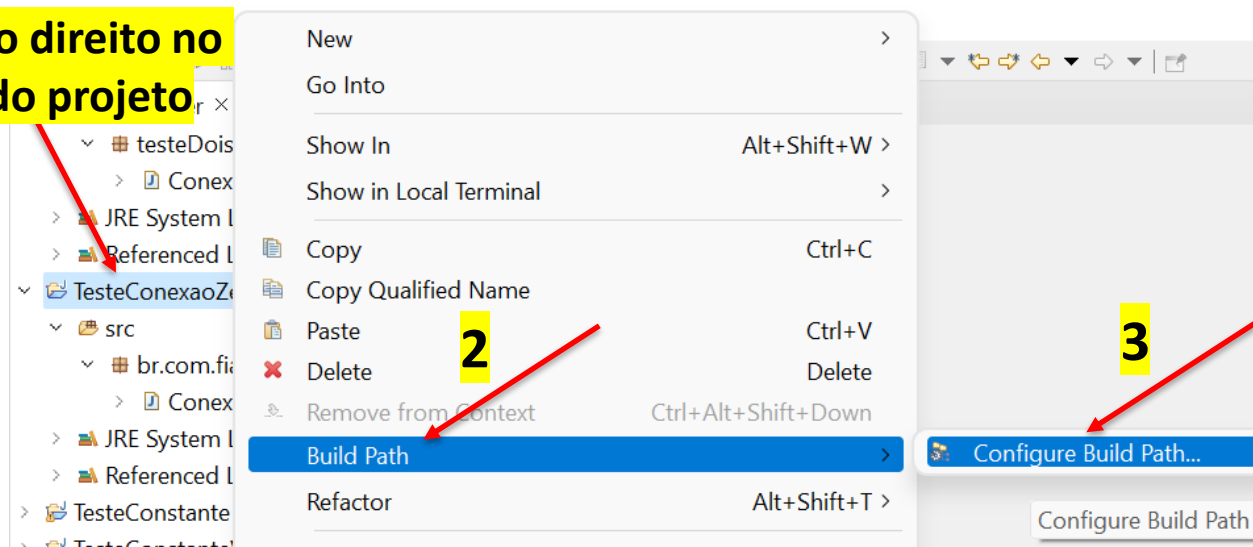 o direito no
do projeto
New
Go Into
Show In Alt+Shift+W
Show in Local Terminal
Copy Ctrl+C
Copy Qualified Name
Paste Ctrl+V
Delete Delete
Remove from Context Ctrl+Alt+Shift+Down
Build Path
Refactor Alt+Shift+T
2
3
Configure Build Path...
Configure Build Path
testeDois
Conex
JRE System L
Referenced L
TesteConexaoZe
src
br.com.fia
Conex
JRE System L
Referenced L
TesteConstante